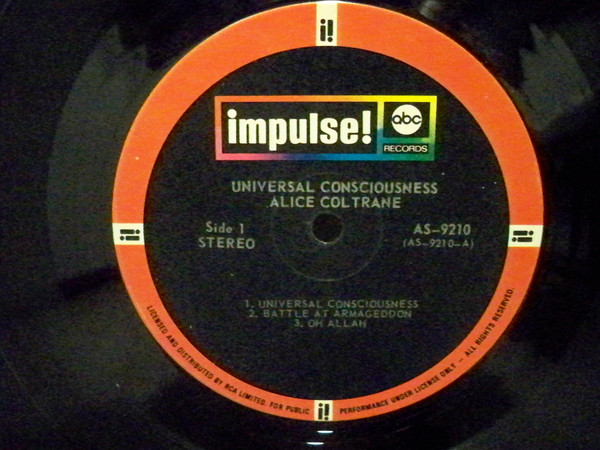 i!
impulse!
abc
RECORDS
UNIVERSAL CONSCIOUSNESS
ALICE COLTRANE
Side 1
STEREO
AS-9210
(AS-9210-A)
i!
i!
1. UNIVERSAL CONSCIOUSNESS
2. BATTLE AT ARMAGEDDON
3. OH ALLAH
LICENSED AND DISTRIBUTED BY RCA LIMITED. FOR PUBLIC
i!
PERFORMANCE UNDER LICENSE ONLY - ALL RIGHTS RESERVED.